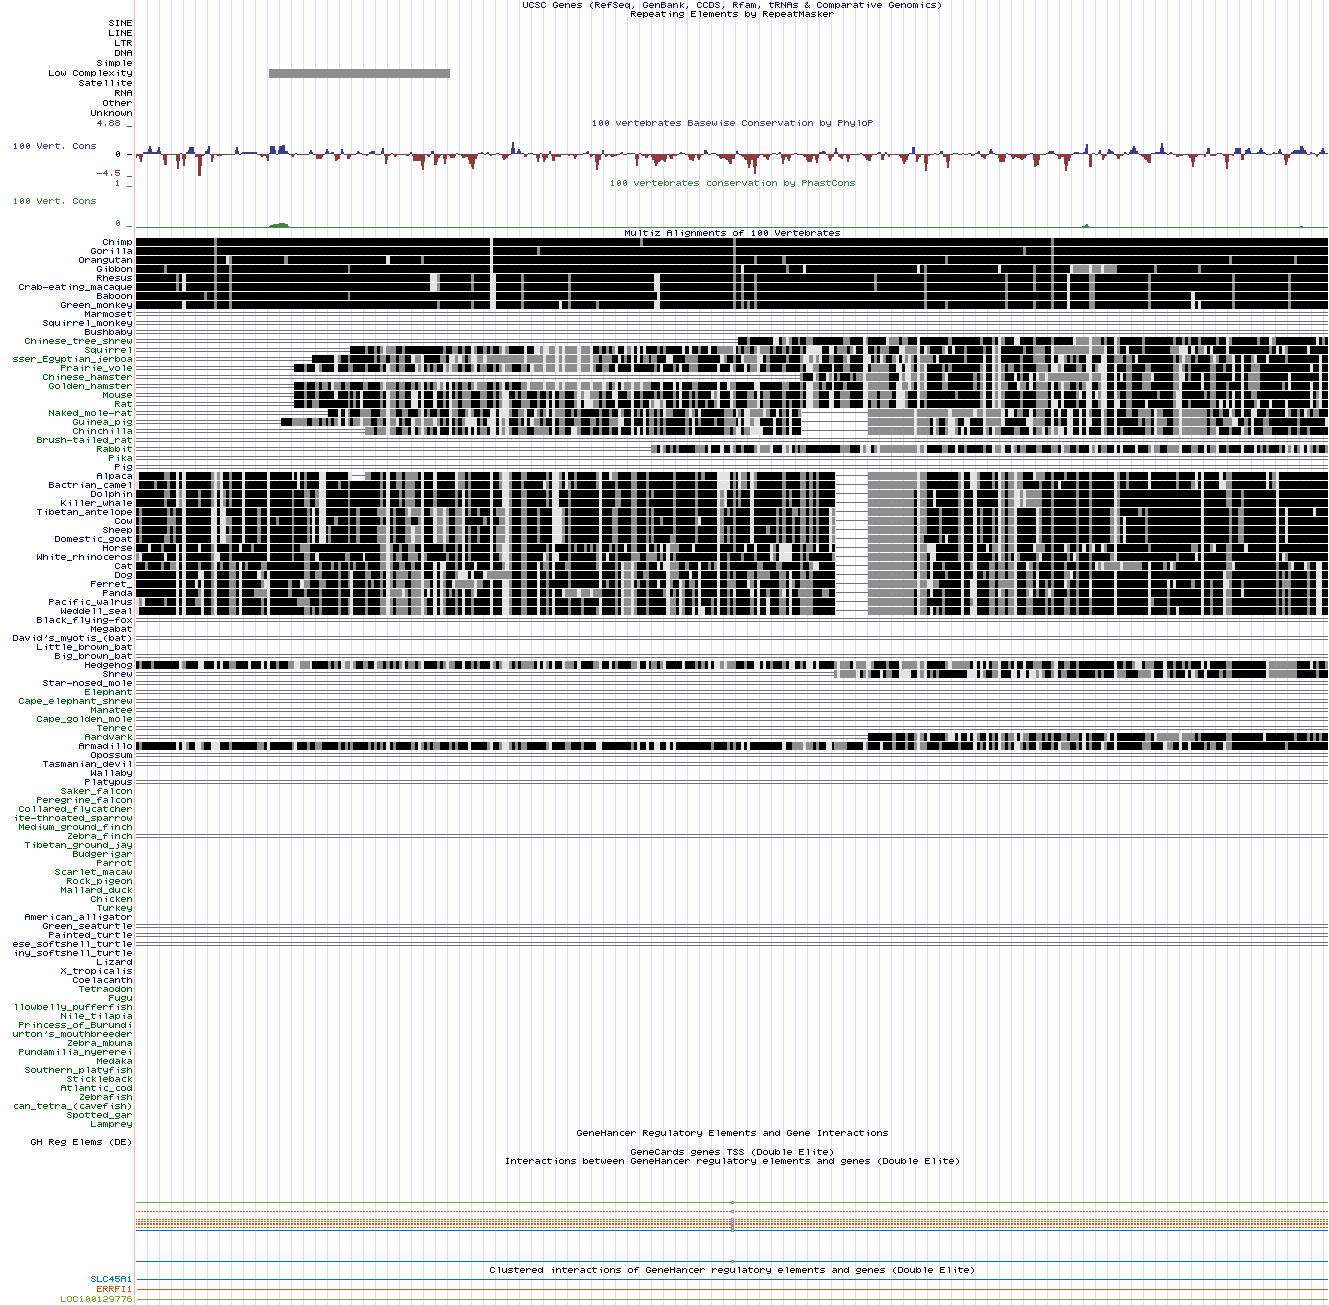 UCSC Genes (RefSeq, GenBank, CCDS, Rfam, tRNAs & Comparative Genomics)
Repeating Elements by RepeatMasker
SINE
LINE
LTR
DNA
Simple
Low Complexity
Satellite
RNA
Other
Unknown
4.88 _
100 vertebrates Basewise Conservation by PhyloP
100 Vert. Cons
0 _
-4.5 _
100 vertebrates conservation by PhastCons
1 _
100 Vert. Cons
0 _
Multiz Alignments of 100 Vertebrates
Chimp
Gorilla
Orangutan
Gibbon
Rhesus
Crab-eating_macaque
Baboon
Green_monkey
Marmoset
Squirrel_monkey
Bushbaby
Chinese_tree_shrew
Squirrel
sser_Egyptian_jerboa
Prairie_vole
Chinese_hamster
Golden_hamster
Mouse
Rat
Naked_mole-rat
Guinea_pig
Chinchilla
Brush-tailed_rat
Rabbit
Pika
Pig
Alpaca
Bactrian_camel
Dolphin
Killer_whale
Tibetan_antelope
Cow
Sheep
Domestic_goat
Horse
White_rhinoceros
Cat
Dog
Ferret_
Panda
Pacific_walrus
Weddell_seal
Black_flying-fox
Megabat
David's_myotis_(bat)
Little_brown_bat
Big_brown_bat
Hedgehog
Shrew
Star-nosed_mole
Elephant
Cape_elephant_shrew
Manatee
Cape_golden_mole
Tenrec
Aardvark
Armadillo
Opossum
Tasmanian_devil
Wallaby
Platypus
Saker_falcon
Peregrine_falcon
Collared_flycatcher
ite-throated_sparrow
Medium_ground_finch
Zebra_finch
Tibetan_ground_jay
Budgerigar
Parrot
Scarlet_macaw
Rock_pigeon
Mallard_duck
Chicken
Turkey
American_alligator
Green_seaturtle
Painted_turtle
ese_softshell_turtle
iny_softshell_turtle
Lizard
X_tropicalis
Coelacanth
Tetraodon
Fugu
llowbelly_pufferfish
Nile_tilapia
Princess_of_Burundi
urton's_mouthbreeder
Zebra_mbuna
Pundamilia_nyererei
Medaka
Southern_platyfish
Stickleback
Atlantic_cod
Zebrafish
can_tetra_(cavefish)
Spotted_gar
Lamprey
GeneHancer Regulatory Elements and Gene Interactions
GH Reg Elems (DE)
GeneCards genes TSS (Double Elite)
Interactions between GeneHancer regulatory elements and genes (Double Elite)
Clustered interactions of GeneHancer regulatory elements and genes (Double Elite)
SLC45A1
ERRFI1
LOC100129776